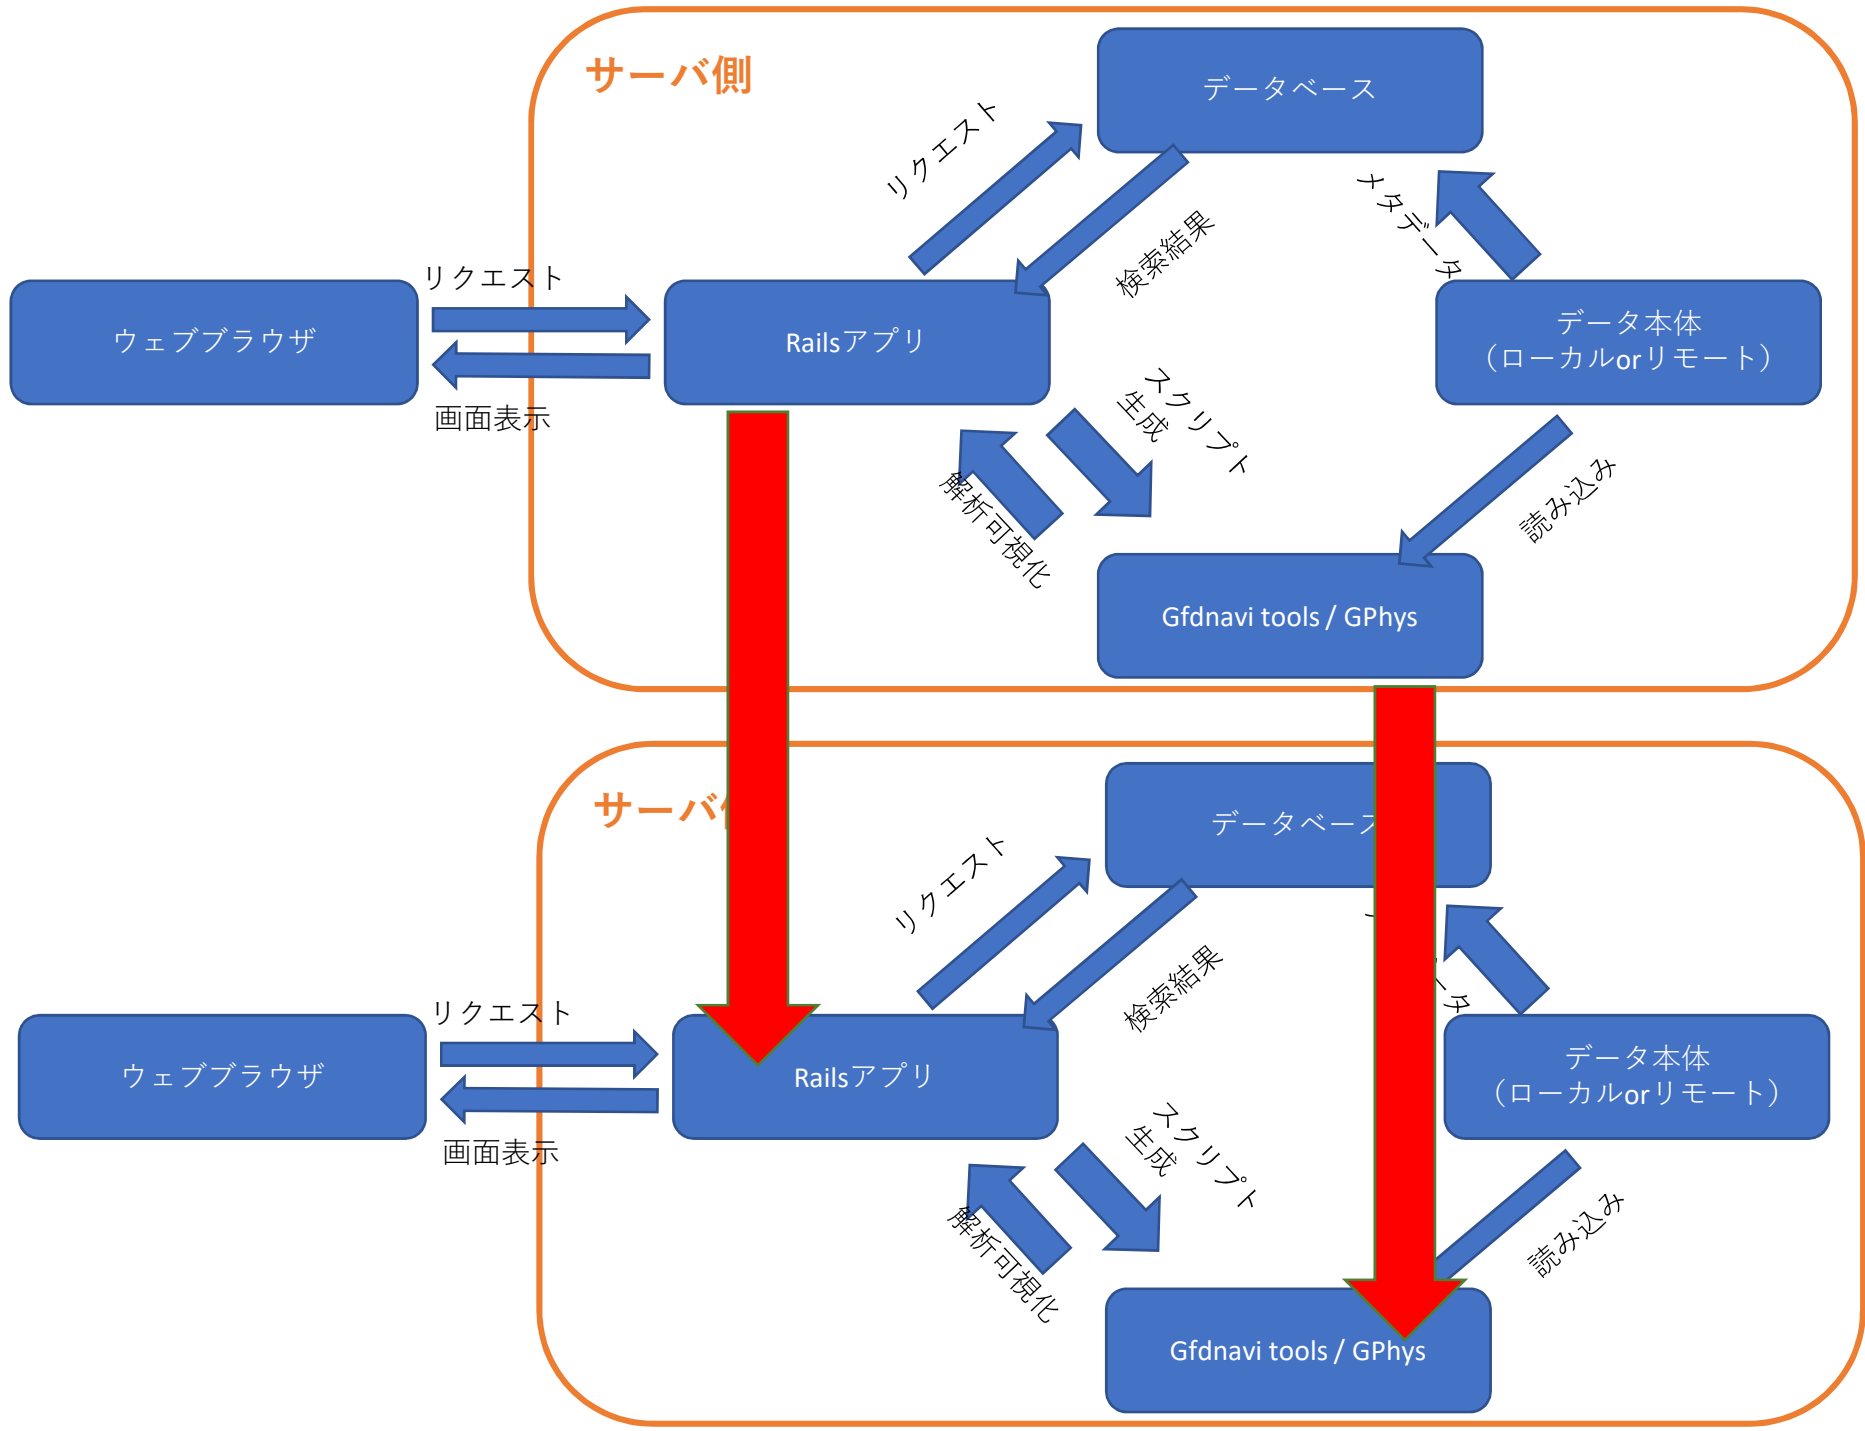 サーバ側
データベース
リクエスト
検索結果
メタデータ
リクエスト
ウェブブラウザ
Railsアプリ
データ本体
（ローカルorリモート）
画面表示
スクリプト
生成
解析可視化
読み込み
Gfdnavi tools / GPhys
サーバ
データベース
リクエスト
検索結果
ータ
リクエスト
ウェブブラウザ
Railsアプリ
データ本体
（ローカルorリモート）
画面表示
スクリプト
生成
解析可視化
読み込み
Gfdnavi tools / GPhys